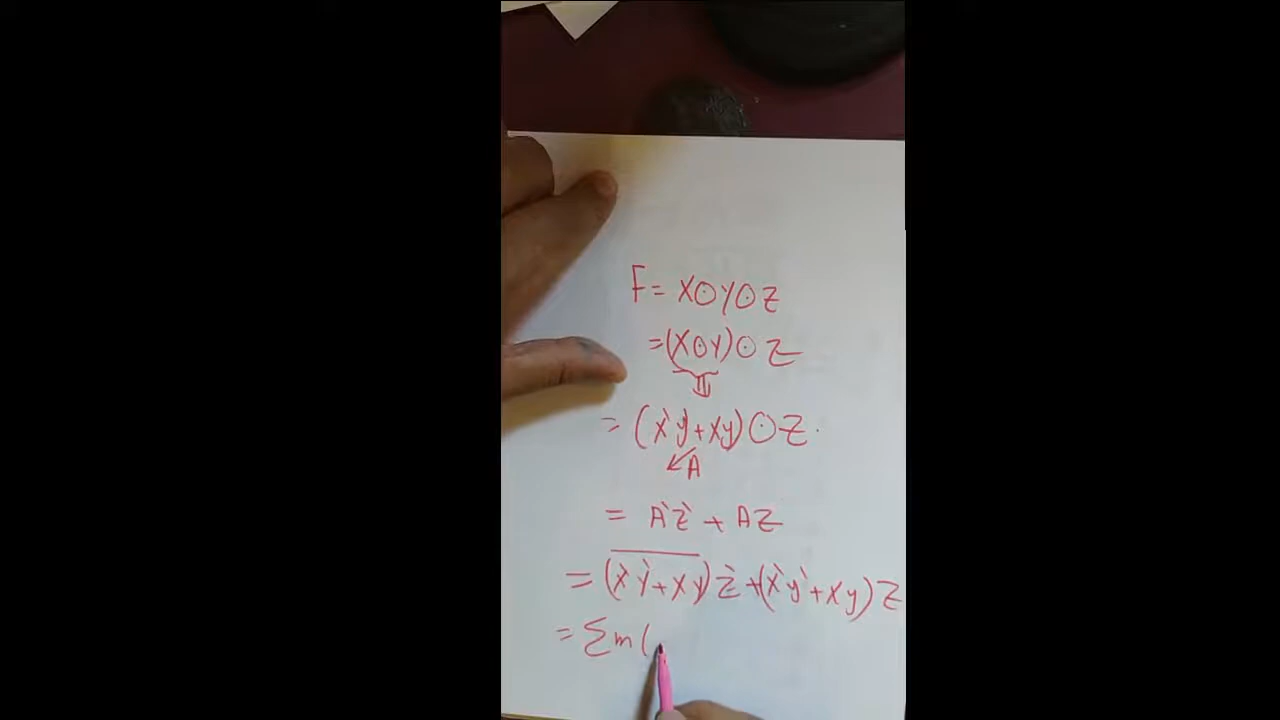 F = X⊙Y⊙Z
= (X⊙Y)⊙Z
= (x'y'+xy)⊙Z.
A
= A'Z' + AZ
= (x'y'+xy)z' + (x'y'+xy)z
= Σm(